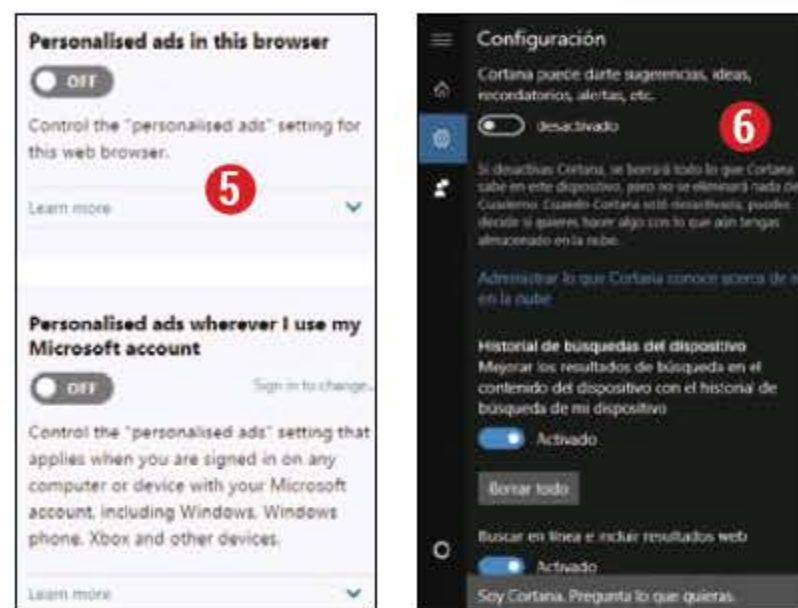 Personalised ads in this browser
OFF
Control the "personalised ads" setting for
this web browser.
5
Learn more
Personalised ads wherever I use my
Microsoft account
OFF
Sign in to change.
Control the "personalised ads" setting that
applies when you are signed in on any
computer or device with your Microsoft
account, including Windows, Windows
phone, Xbox and other devices.
Learn more
Configuración
Cortana puede darte sugerencias, ideas,
recordatorios, alertas, etc.
desactivado
6
Si desactivas Cortana, se borrará todo lo que Cortana
sabe en este dispositivo, pero no se eliminará nada de
Cuaderno. Cuando Cortana esté desactivada, puedes
decidir si quieres hacer algo con lo que aún tengas
almacenado en la nube.
Administrar lo que Cortana conoce acerca de
en la nube
Historial de búsquedas del dispositivo
Mejorar los resultados de búsqueda en el
contenido del dispositivo con el historial de
búsqueda de mi dispositivo
Activado
Borrar todo
Buscar en línea e incluir resultados web
Activado
Soy Cortana. Pregunta lo que quieras.